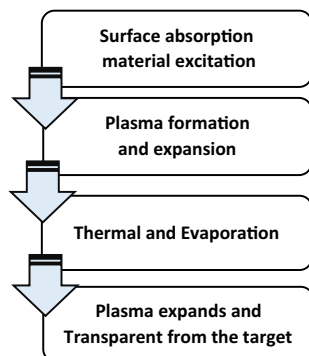 Surface absorption
material excitation
Plasma formation
and expansion
Thermal and Evaporation
Plasma expands and
Transparent from the target